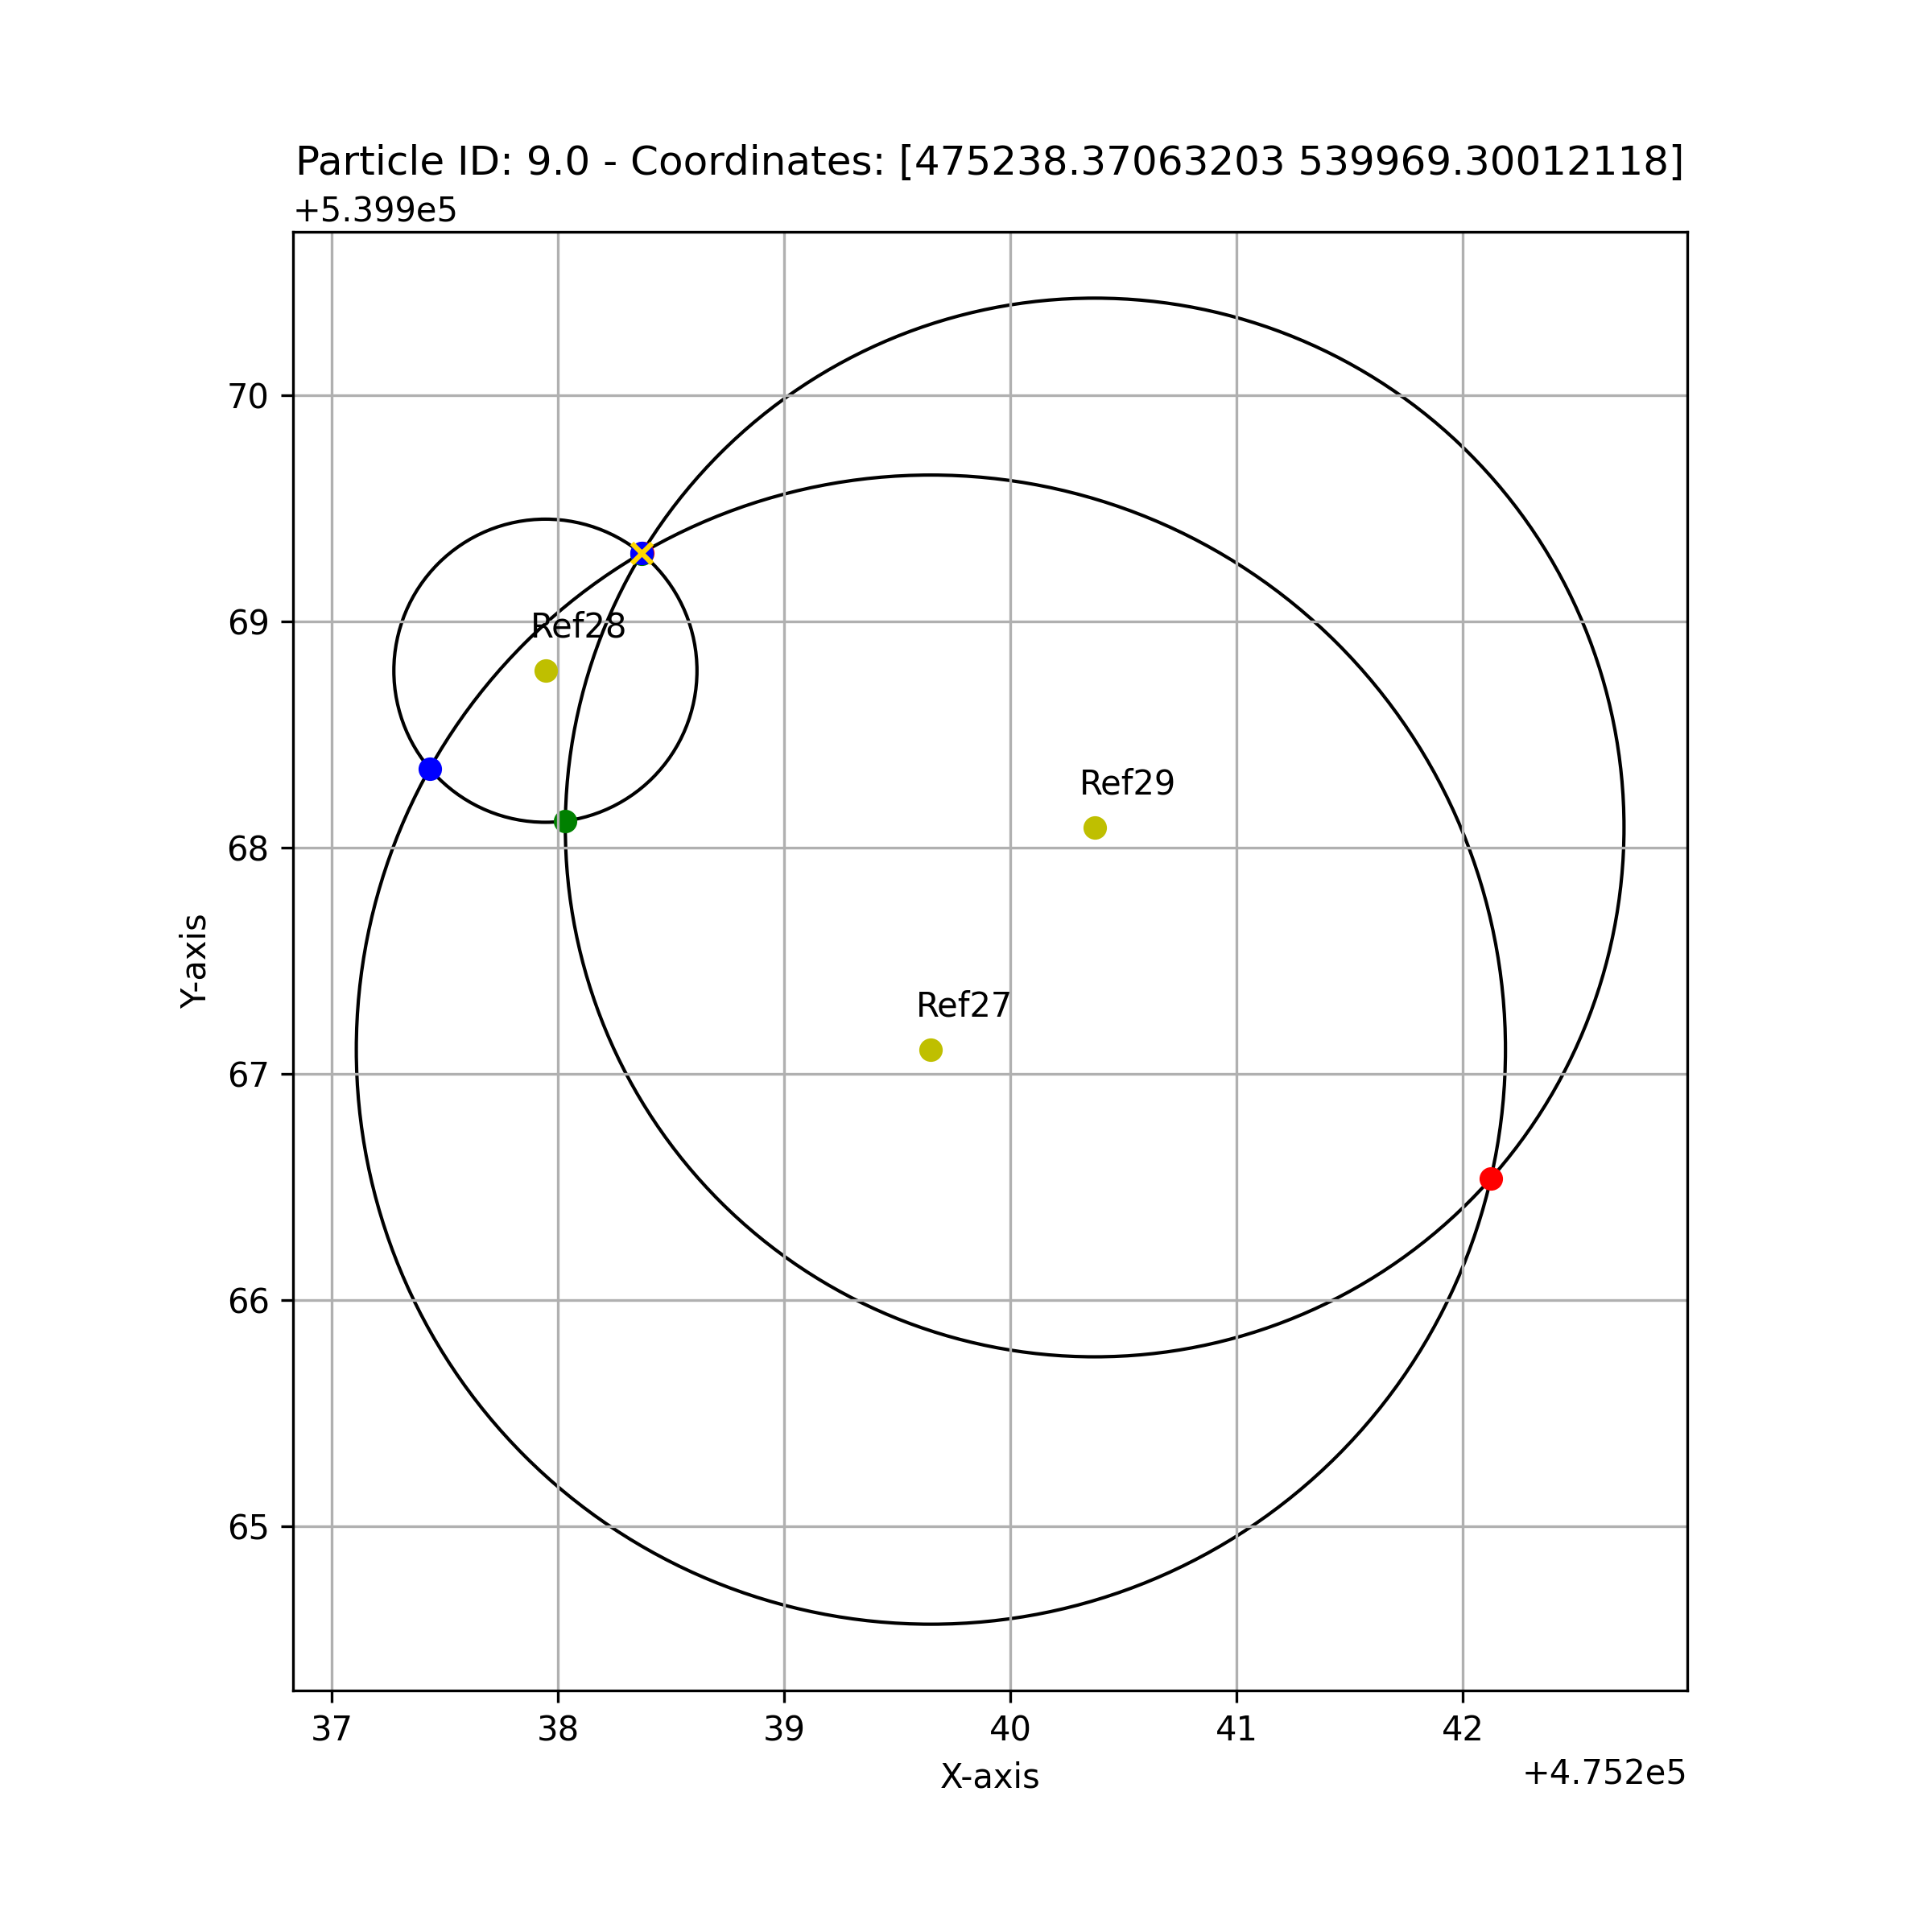 Particle ID: 9.0 - Coordinates: [475238.37063203 539969.30012118]
+5.399e5
70
69
68
67
66
65
Y-axis
Ref28
Ref29
Ref27
37 38 39 40 41 42
X-axis
+4.752e5